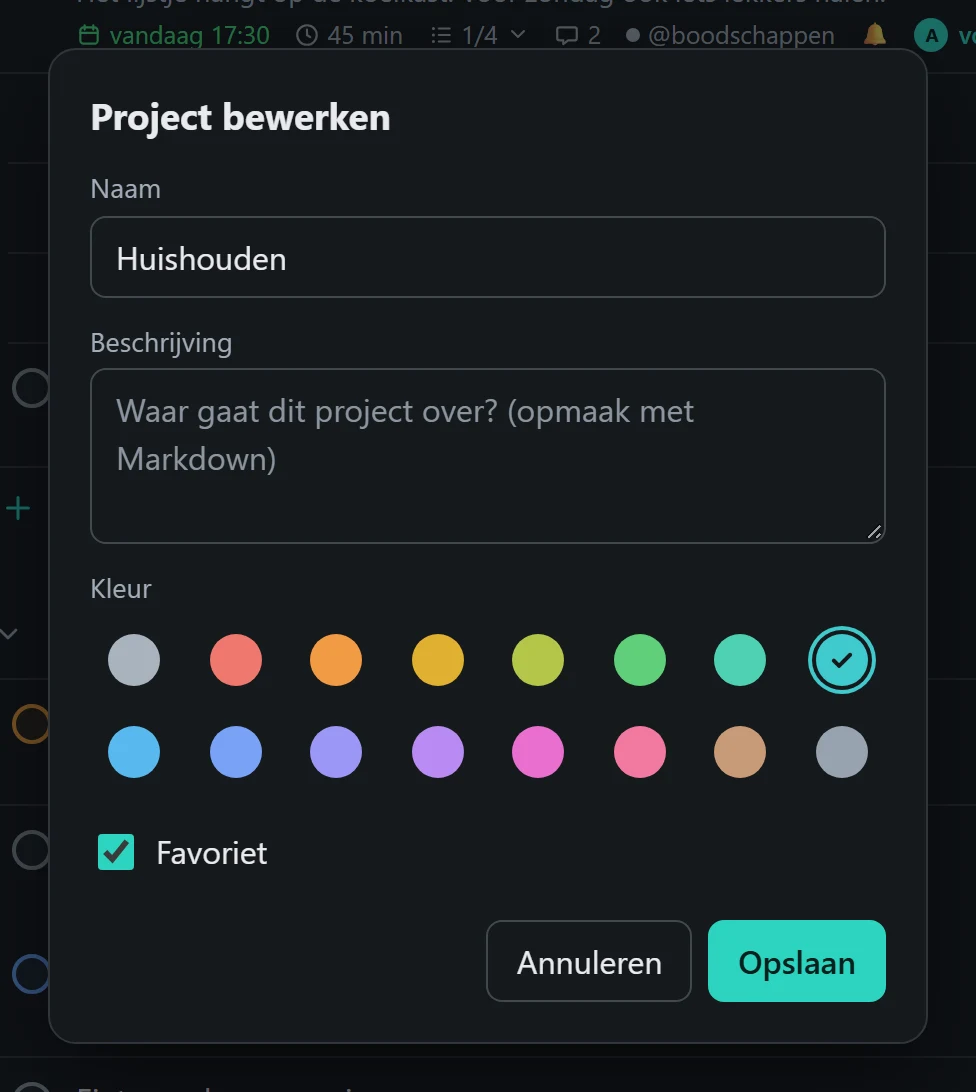 vandaag 17:30 45 min 1/4 2 @boodschappen A
Project bewerken
Naam
Huishouden
Beschrijving
Waar gaat dit project over? (opmaak met
Markdown)
Kleur
Favoriet
Annuleren Opslaan